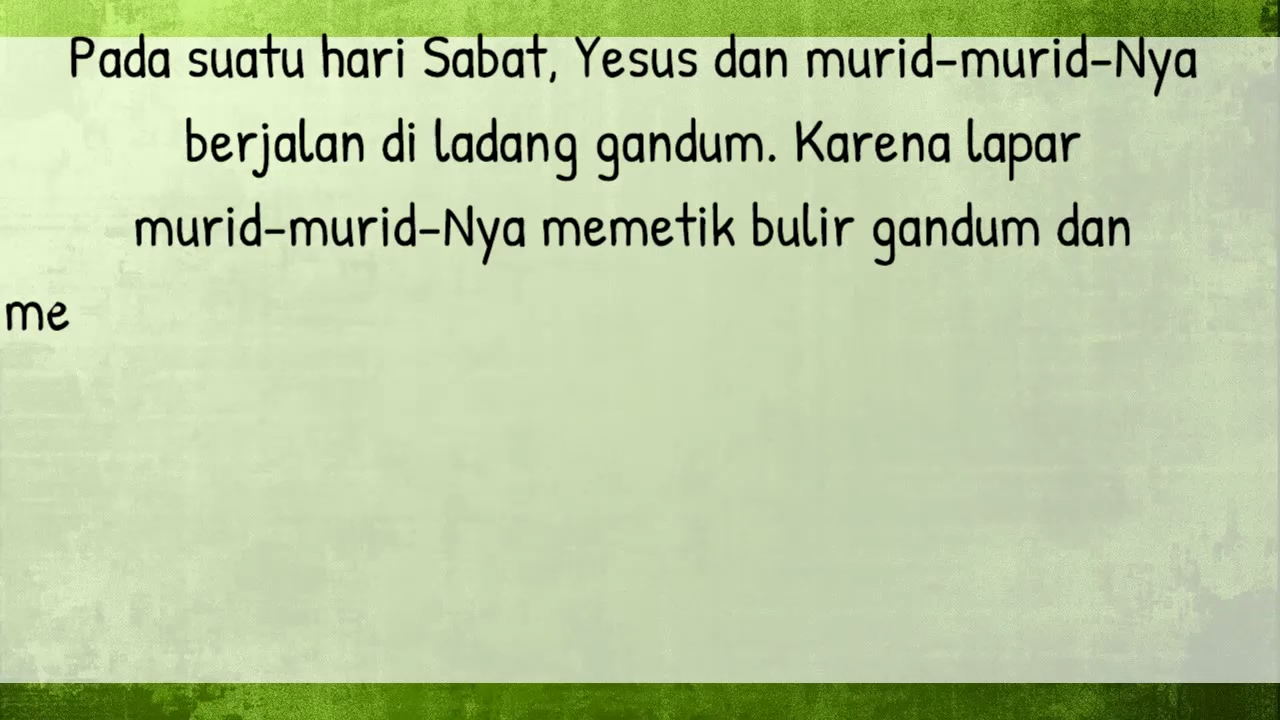 Pada suatu hari Sabat, Yesus dan murid-murid-Nya
berjalan di ladang gandum. Karena lapar
murid-murid-Nya memetik bulir gandum dan
me